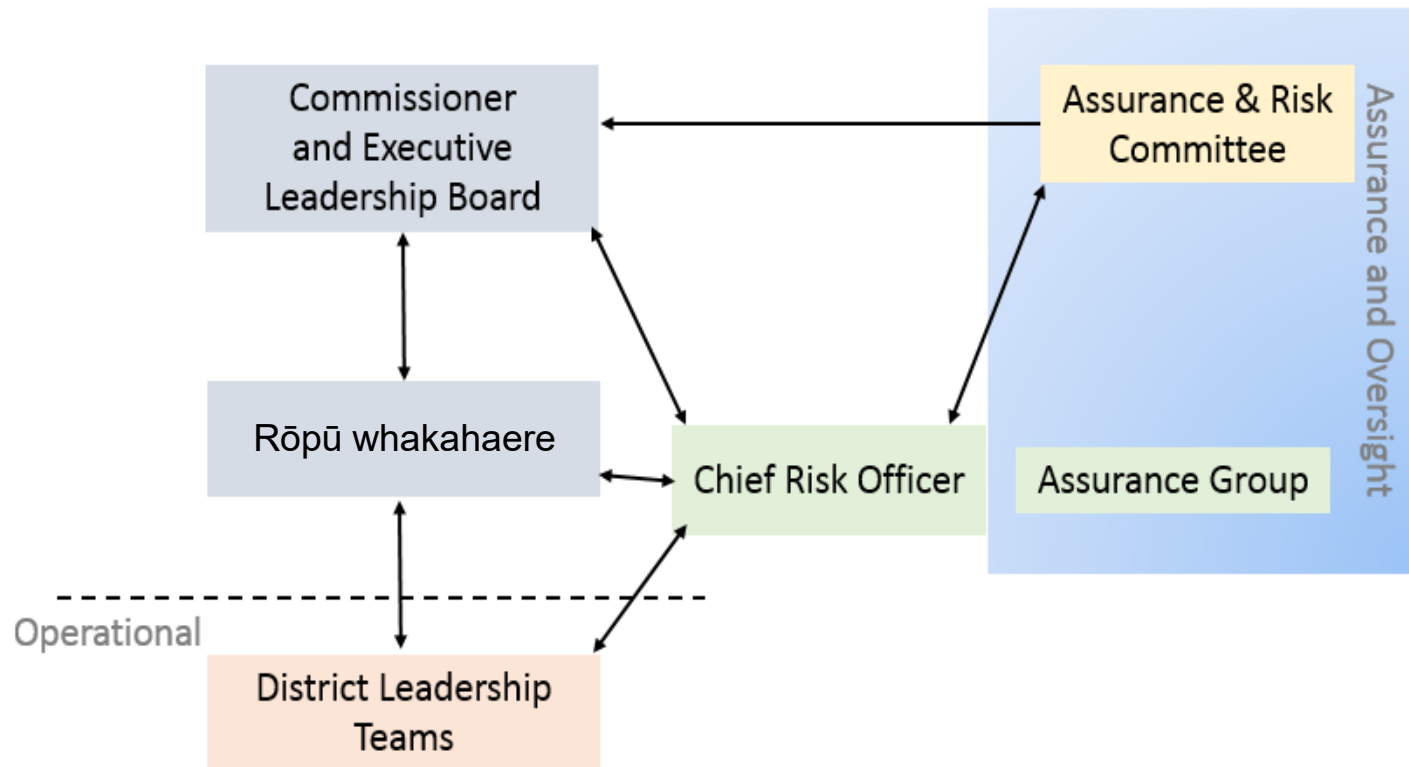 Commissioner
and Executive
Leadership Board
Assurance & Risk
Committee
Assurance and Oversight
Rōpū whakahaere
Chief Risk Officer
Assurance Group
Operational
District Leadership
Teams